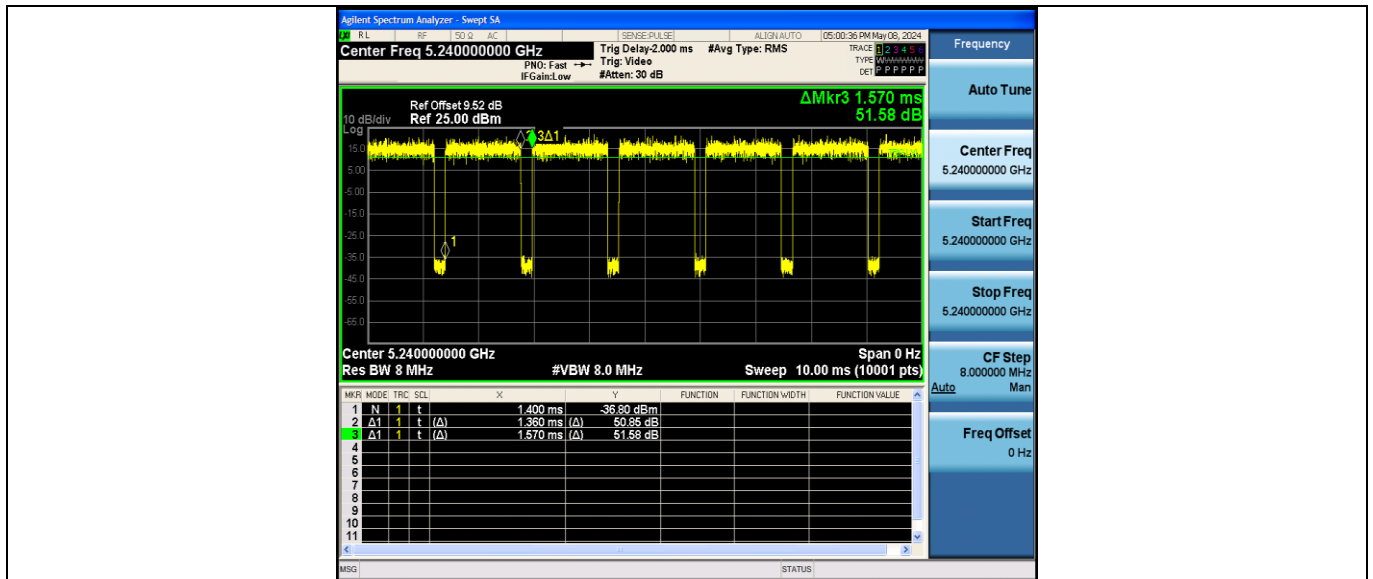 Agilent Spectrum Analyzer - Swept SA
RL RF 50 Ω AC SENSE:PULSE ALIGN AUTO 05:00:36 PM May 08, 2024
Center Freq 5.240000000 GHz Trig Delay-2.000 ms #Avg Type: RMS TRACE 1 2 3 4 5 6
PNO: Fast Trig: Video TYPE WWWWWW
IFGain:Low #Atten: 30 dB DET P P P P P P
ΔMkr3 1.570 ms
51.58 dB
Ref Offset 9.52 dB
10 dB/div Ref 25.00 dBm
Log
3Δ1
15.0
5.00
-5.00
-15.0
-25.0
1
-35.0
-45.0
-55.0
-65.0
Center 5.240000000 GHz Span 0 Hz
Res BW 8 MHz #VBW 8.0 MHz Sweep 10.00 ms (10001 pts)
MKR MODE TRC SCL X Y FUNCTION FUNCTION WIDTH FUNCTION VALUE
1 N 1 t 1.400 ms -36.80 dBm
2 Δ1 1 t (Δ) 1.360 ms (Δ) 50.85 dB
3 Δ1 1 t (Δ) 1.570 ms (Δ) 51.58 dB
4
5
6
7
8
9
10
11
MSG STATUS
Frequency
Auto Tune
Center Freq
5.240000000 GHz
Start Freq
5.240000000 GHz
Stop Freq
5.240000000 GHz
CF Step
8.000000 MHz
Auto Man
Freq Offset
0 Hz